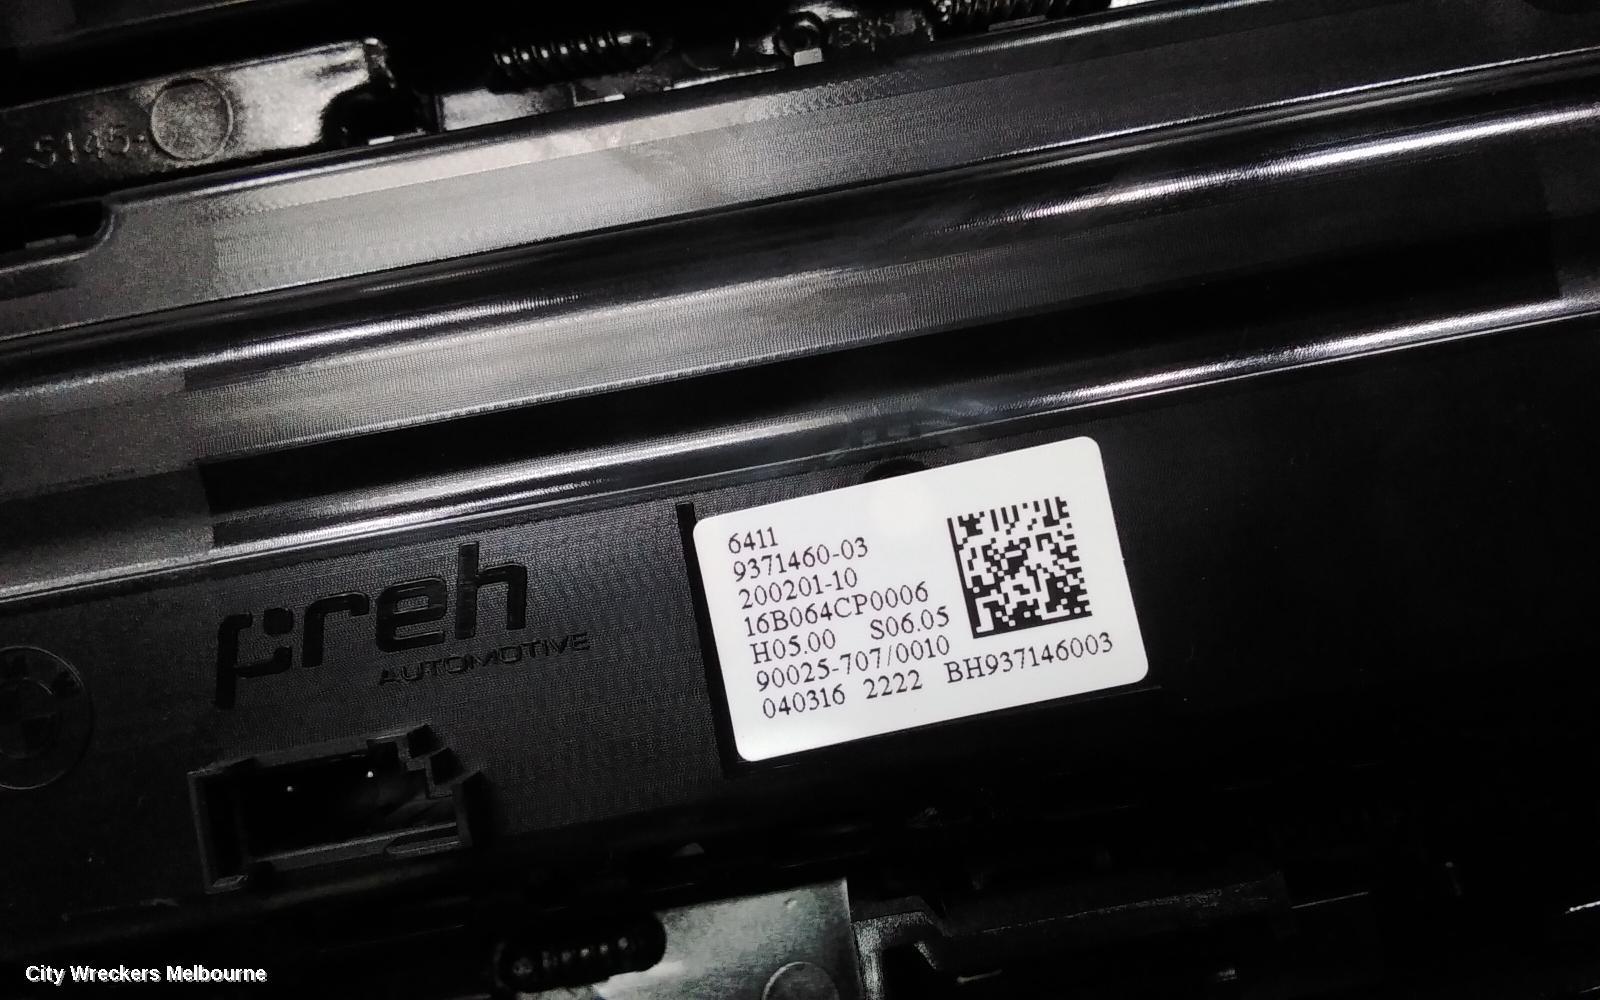 S145
preh
AUTOMOTIVE
6411
9371460-03
200201-10
16B064CP0006
H05.00 S06.05
90025-707/0010
040316 2222 BH937146003
City Wreckers Melbourne